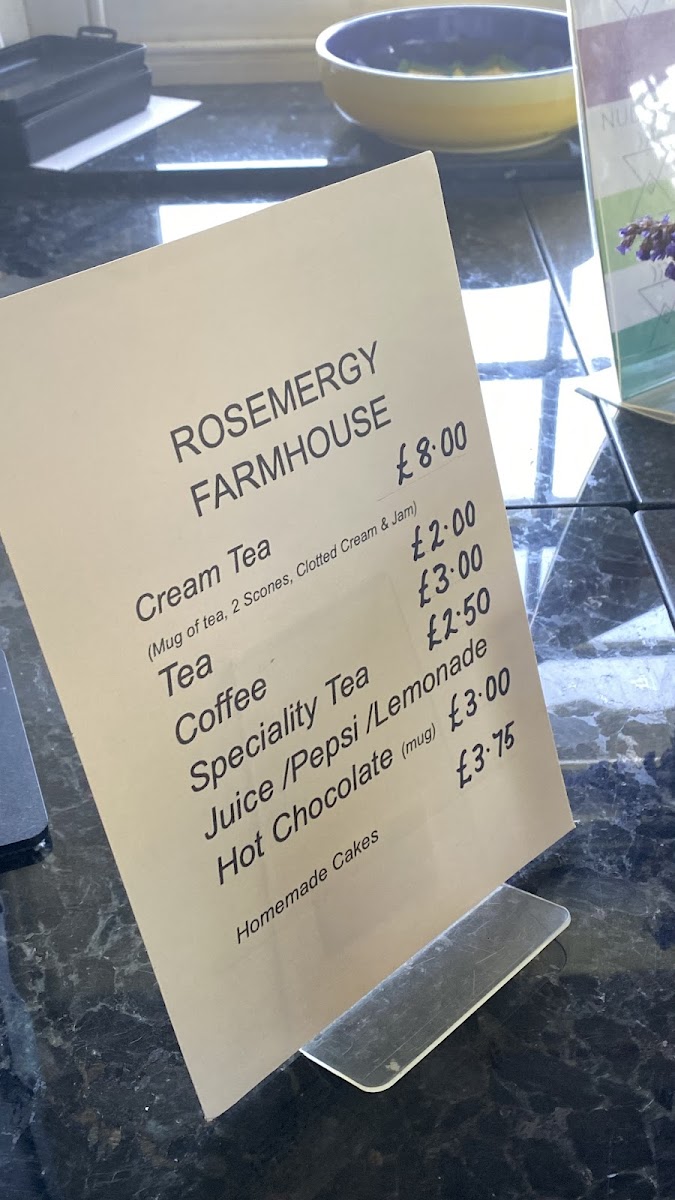 ROSEMERGY
FARMHOUSE
Cream Tea £8.00
(Mug of tea, 2 Scones, Clotted Cream & Jam)
Tea £2.00
Coffee £3.00
Speciality Tea £2.50
Juice /Pepsi /Lemonade
Hot Chocolate (mug) £3.00
Homemade Cakes £3.75